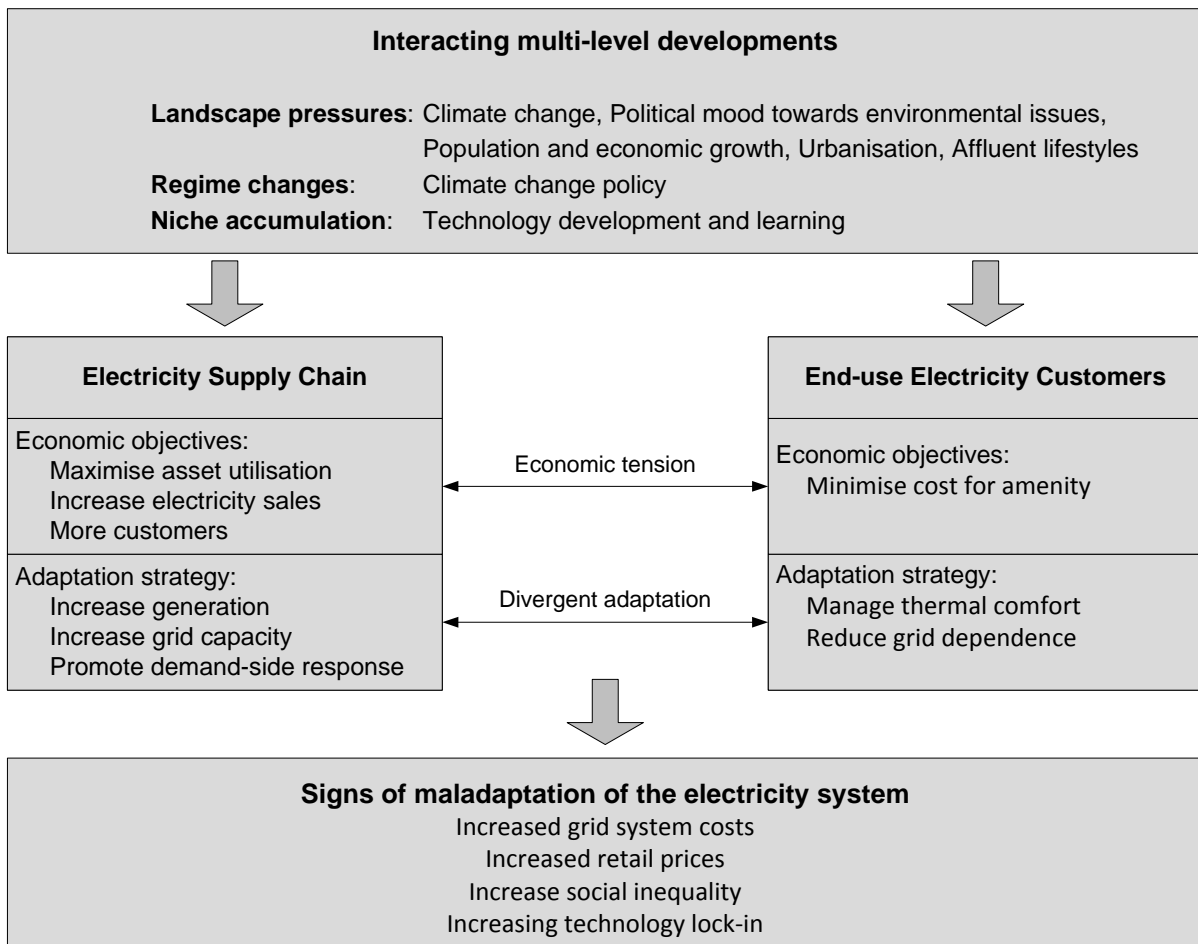 Interacting multi-level developments
Landscape pressures: Climate change, Political mood towards environmental issues,
Population and economic growth, Urbanisation, Affluent lifestyles
Regime changes: Climate change policy
Niche accumulation: Technology development and learning
Electricity Supply Chain
Economic objectives:
Maximise asset utilisation
Increase electricity sales
More customers
Adaptation strategy:
Increase generation
Increase grid capacity
Promote demand-side response
Economic tension
Divergent adaptation
End-use Electricity Customers
Economic objectives:
Minimise cost for amenity
Adaptation strategy:
Manage thermal comfort
Reduce grid dependence
Signs of maladaptation of the electricity system
Increased grid system costs
Increased retail prices
Increase social inequality
Increasing technology lock-in